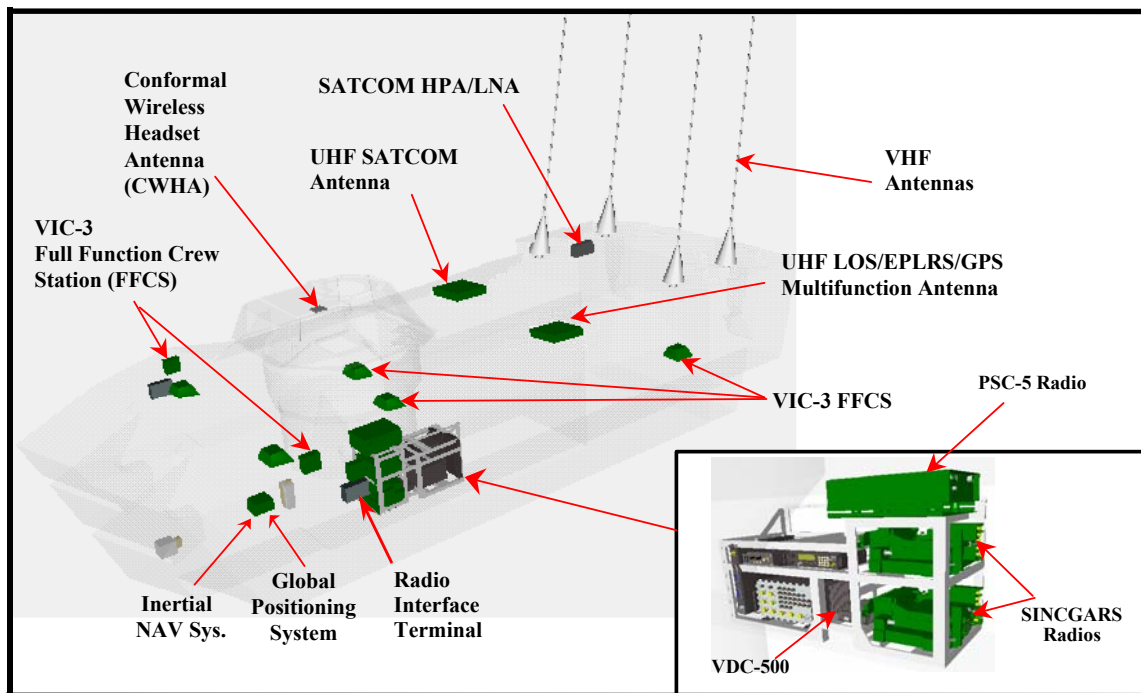 Conformal
Wireless
Headset
Antenna
(CWHA)
SATCOM HPA/LNA
UHF SATCOM
Antenna
VHF
Antennas
VIC-3
Full Function Crew
Station (FFCS)
UHF LOS/EPLRS/GPS
Multifunction Antenna
VIC-3 FFCS
PSC-5 Radio
Inertial
NAV Sys.
Global
Positioning
System
Radio
Interface
Terminal
SINCGARS
Radios
VDC-500